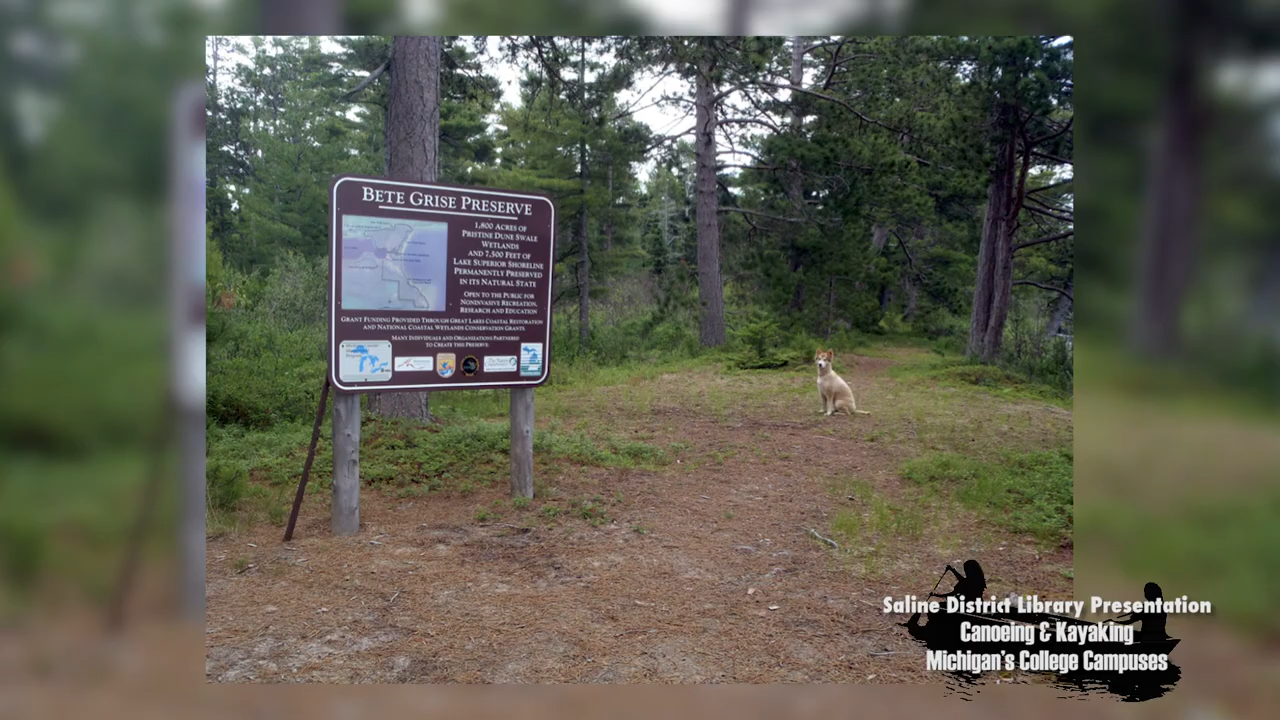 BETE GRISE PRESERVE
1,800 ACRES OF
PRISTINE DUNE SWALE
WETLANDS
AND 7,500 FEET OF
LAKE SUPERIOR SHORELINE
PERMANENTLY PRESERVED
IN ITS NATURAL STATE
OPEN TO THE PUBLIC FOR
NONINVASIVE RECREATION,
RESEARCH AND EDUCATION
GRANT FUNDING PROVIDED THROUGH GREAT LAKES COASTAL RESTORATION
AND NATIONAL COASTAL WETLANDS CONSERVATION GRANTS.
MANY INDIVIDUALS AND ORGANIZATIONS PARTNERED
TO CREATE THIS PRESERVE:
Saline District Library Presentation
Canoeing & Kayaking
Michigan's College Campuses